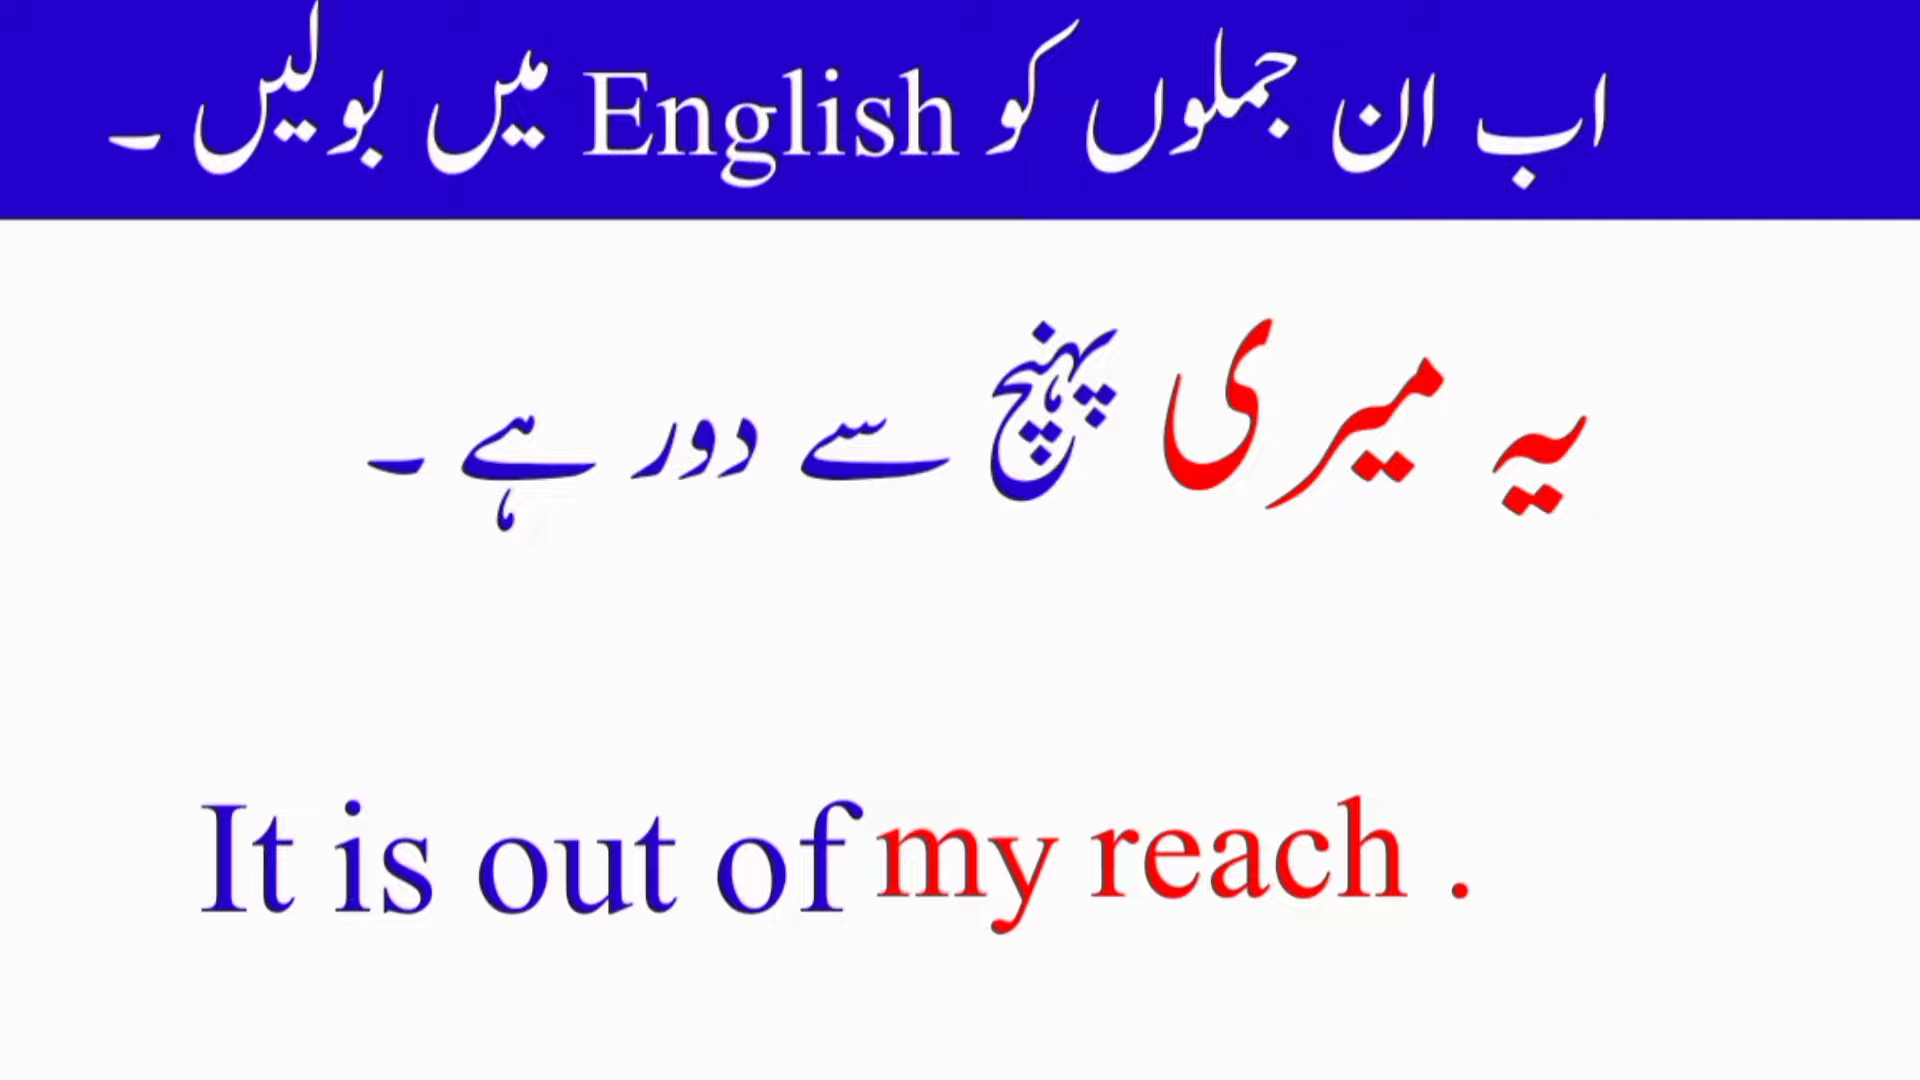 اب ان جملوں کو English میں بولیں ۔
یہ میری پہنچ سے دور ہے ۔
It is out of my reach .